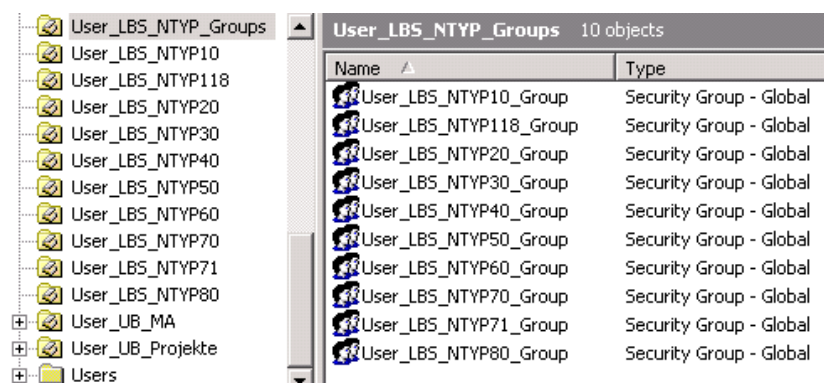 User_LBS_NTYP_Groups
User_LBS_NTYP10
User_LBS_NTYP118
User_LBS_NTYP20
User_LBS_NTYP30
User_LBS_NTYP40
User_LBS_NTYP50
User_LBS_NTYP60
User_LBS_NTYP70
User_LBS_NTYP71
User_LBS_NTYP80
User_UB_MA
User_UB_Projekte
Users
User_LBS_NTYP_Groups 10 objects
Name Type
User_LBS_NTYP10_Group Security Group - Global
User_LBS_NTYP118_Group Security Group - Global
User_LBS_NTYP20_Group Security Group - Global
User_LBS_NTYP30_Group Security Group - Global
User_LBS_NTYP40_Group Security Group - Global
User_LBS_NTYP50_Group Security Group - Global
User_LBS_NTYP60_Group Security Group - Global
User_LBS_NTYP70_Group Security Group - Global
User_LBS_NTYP71_Group Security Group - Global
User_LBS_NTYP80_Group Security Group - Global